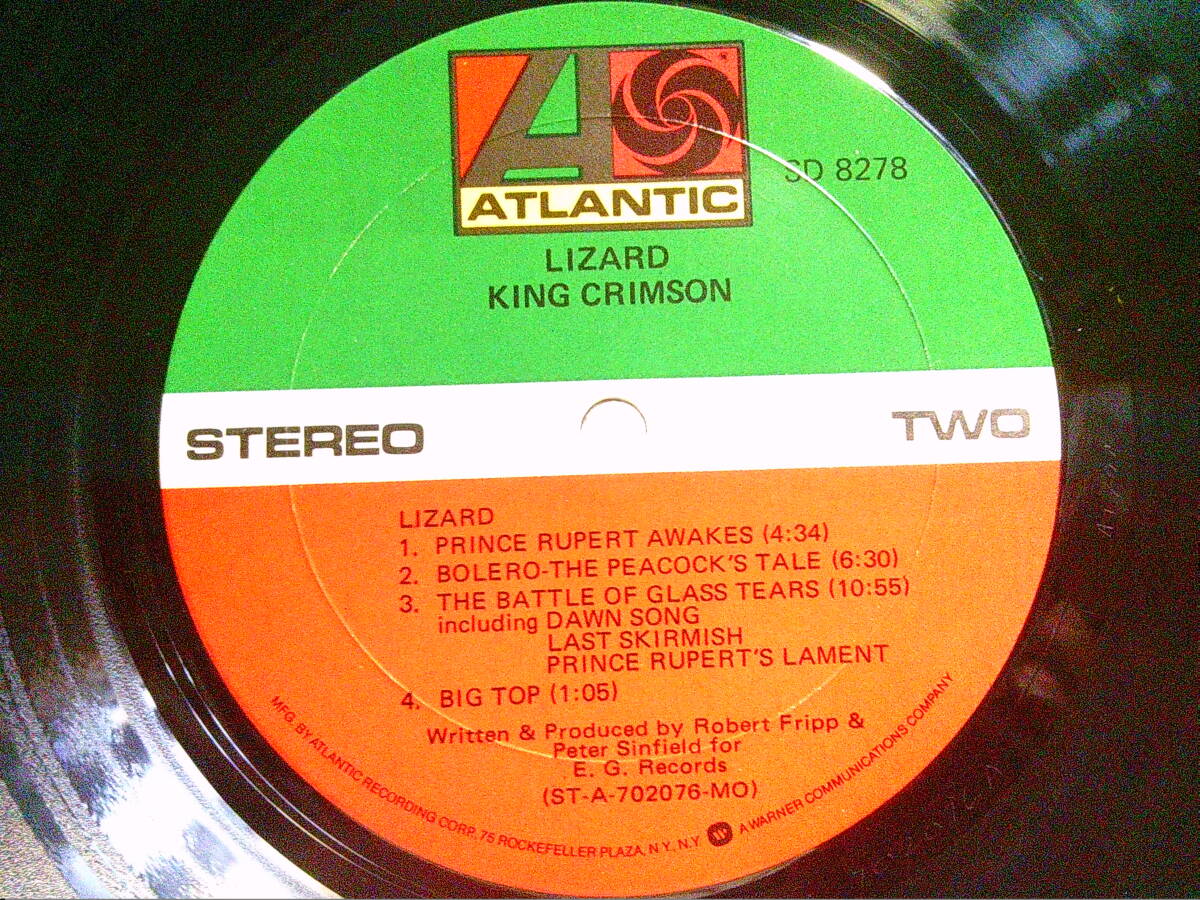 ATLANTIC
SD 8278
LIZARD
KING CRIMSON
STEREO
TWO
LIZARD
1. PRINCE RUPERT AWAKES (4:34)
2. BOLERO-THE PEACOCK'S TALE (6:30)
3. THE BATTLE OF GLASS TEARS (10:55)
including DAWN SONG
LAST SKIRMISH
PRINCE RUPERT'S LAMENT
4. BIG TOP (1:05)
Written & Produced by Robert Fripp &
Peter Sinfield for
E. G. Records
(ST-A-702076-MO)
MFG. BY ATLANTIC RECORDING CORP. 75 ROCKEFELLER PLAZA, N.Y., N.Y. A WARNER COMMUNICATIONS COMPANY